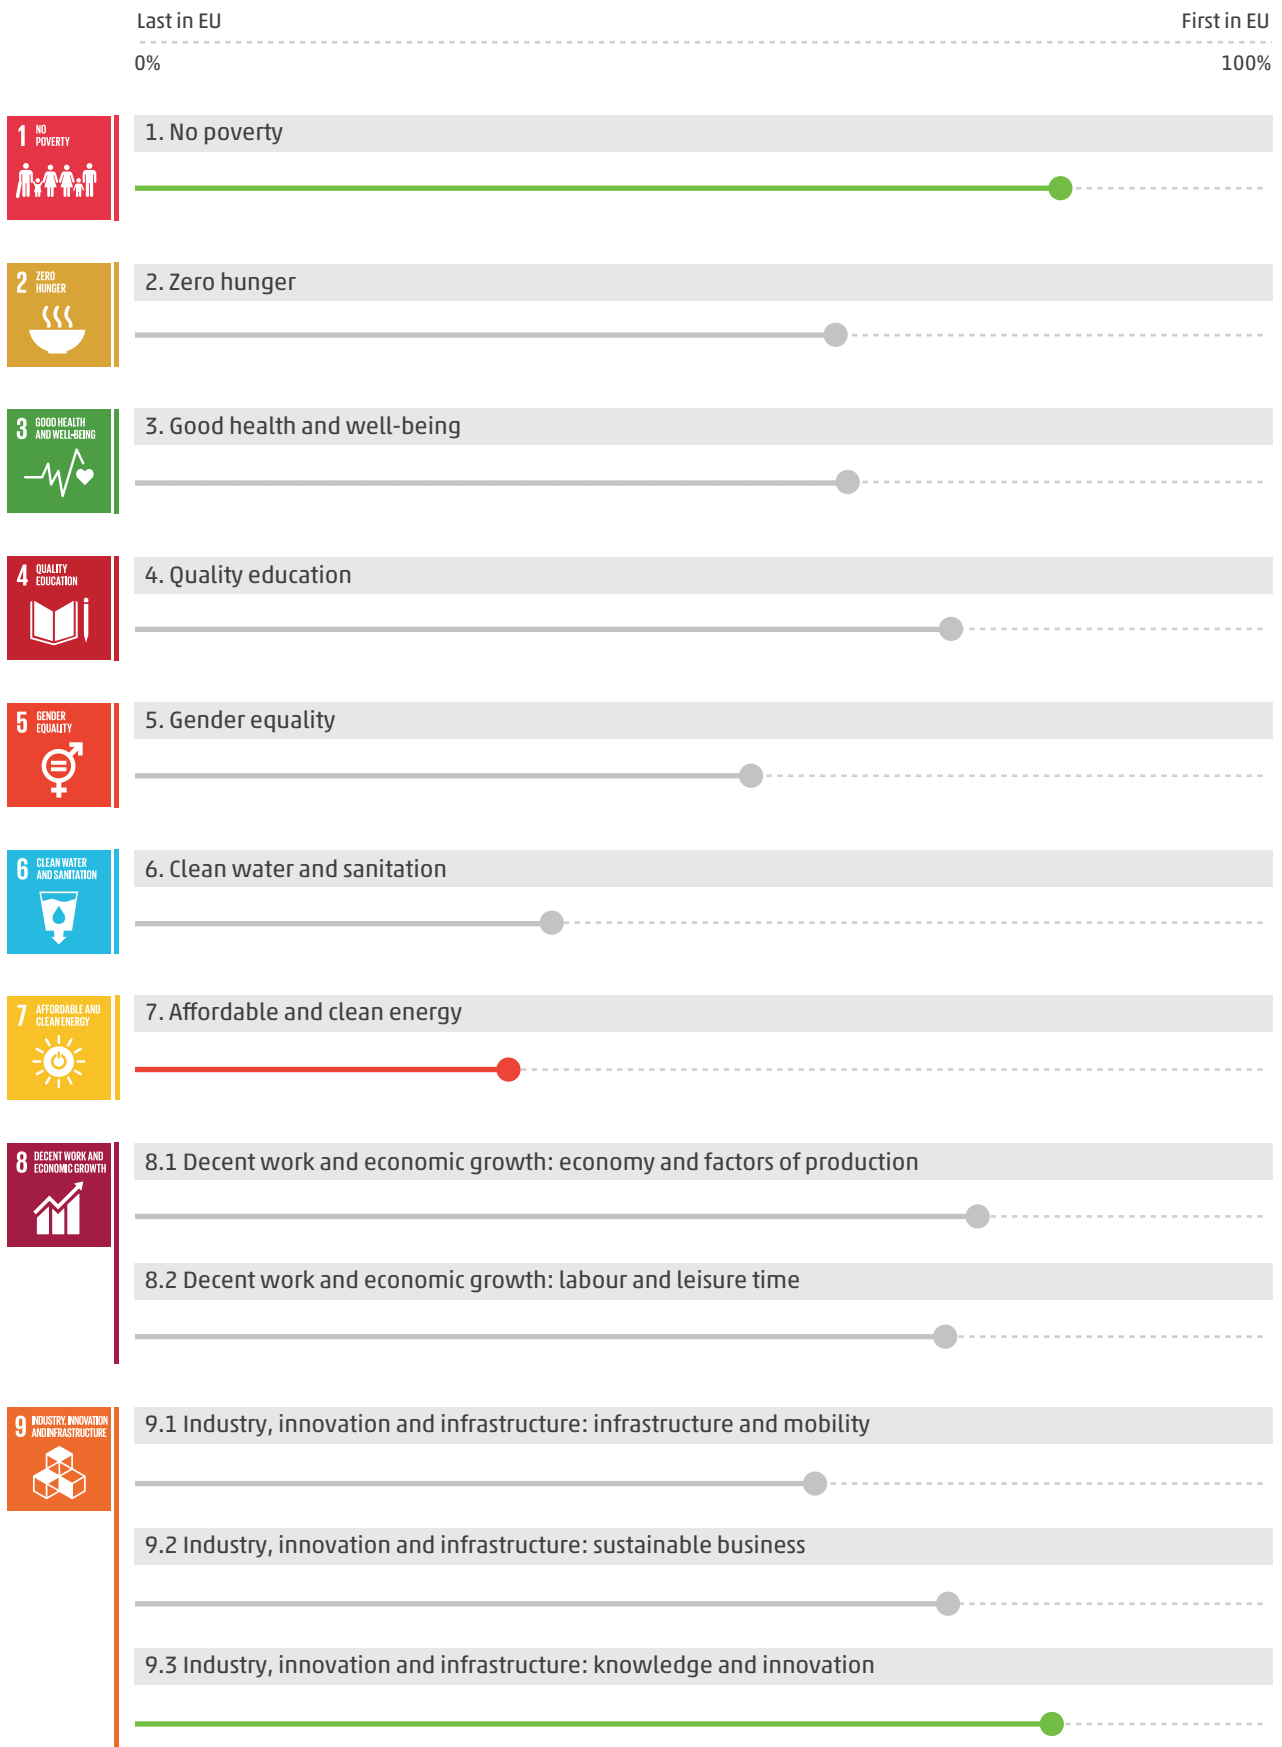 Last in EU First in EU
0% 100%
1 NO
POVERTY
1. No poverty
2 ZERO
HUNGER
2. Zero hunger
3 GOOD HEALTH
AND WELL-BEING
3. Good health and well-being
4 QUALITY
EDUCATION
4. Quality education
5 GENDER
EQUALITY
5. Gender equality
6 CLEAN WATER
AND SANITATION
6. Clean water and sanitation
7 AFFORDABLE AND
CLEAN ENERGY
7. Affordable and clean energy
8 DECENT WORK AND
ECONOMIC GROWTH
8.1 Decent work and economic growth: economy and factors of production
8.2 Decent work and economic growth: labour and leisure time
9 INDUSTRY, INNOVATION
AND INFRASTRUCTURE
9.1 Industry, innovation and infrastructure: infrastructure and mobility
9.2 Industry, innovation and infrastructure: sustainable business
9.3 Industry, innovation and infrastructure: knowledge and innovation